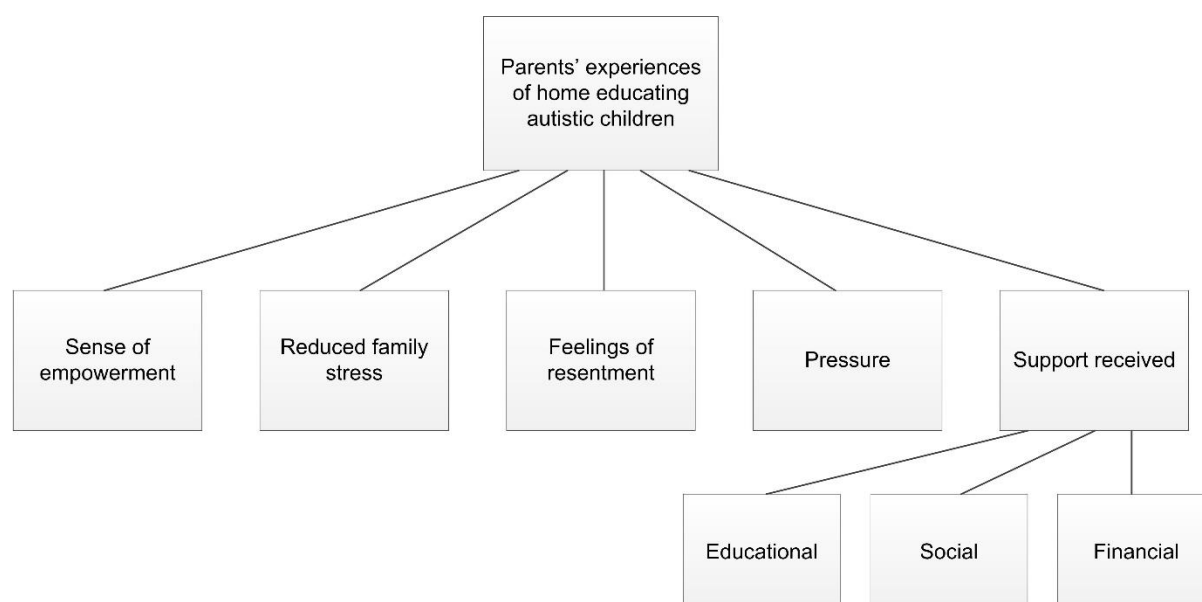 Parents’ experiences
of home educating
autistic children
Sense of
empowerment
Reduced family
stress
Feelings of
resentment
Pressure
Support received
Educational
Social
Financial